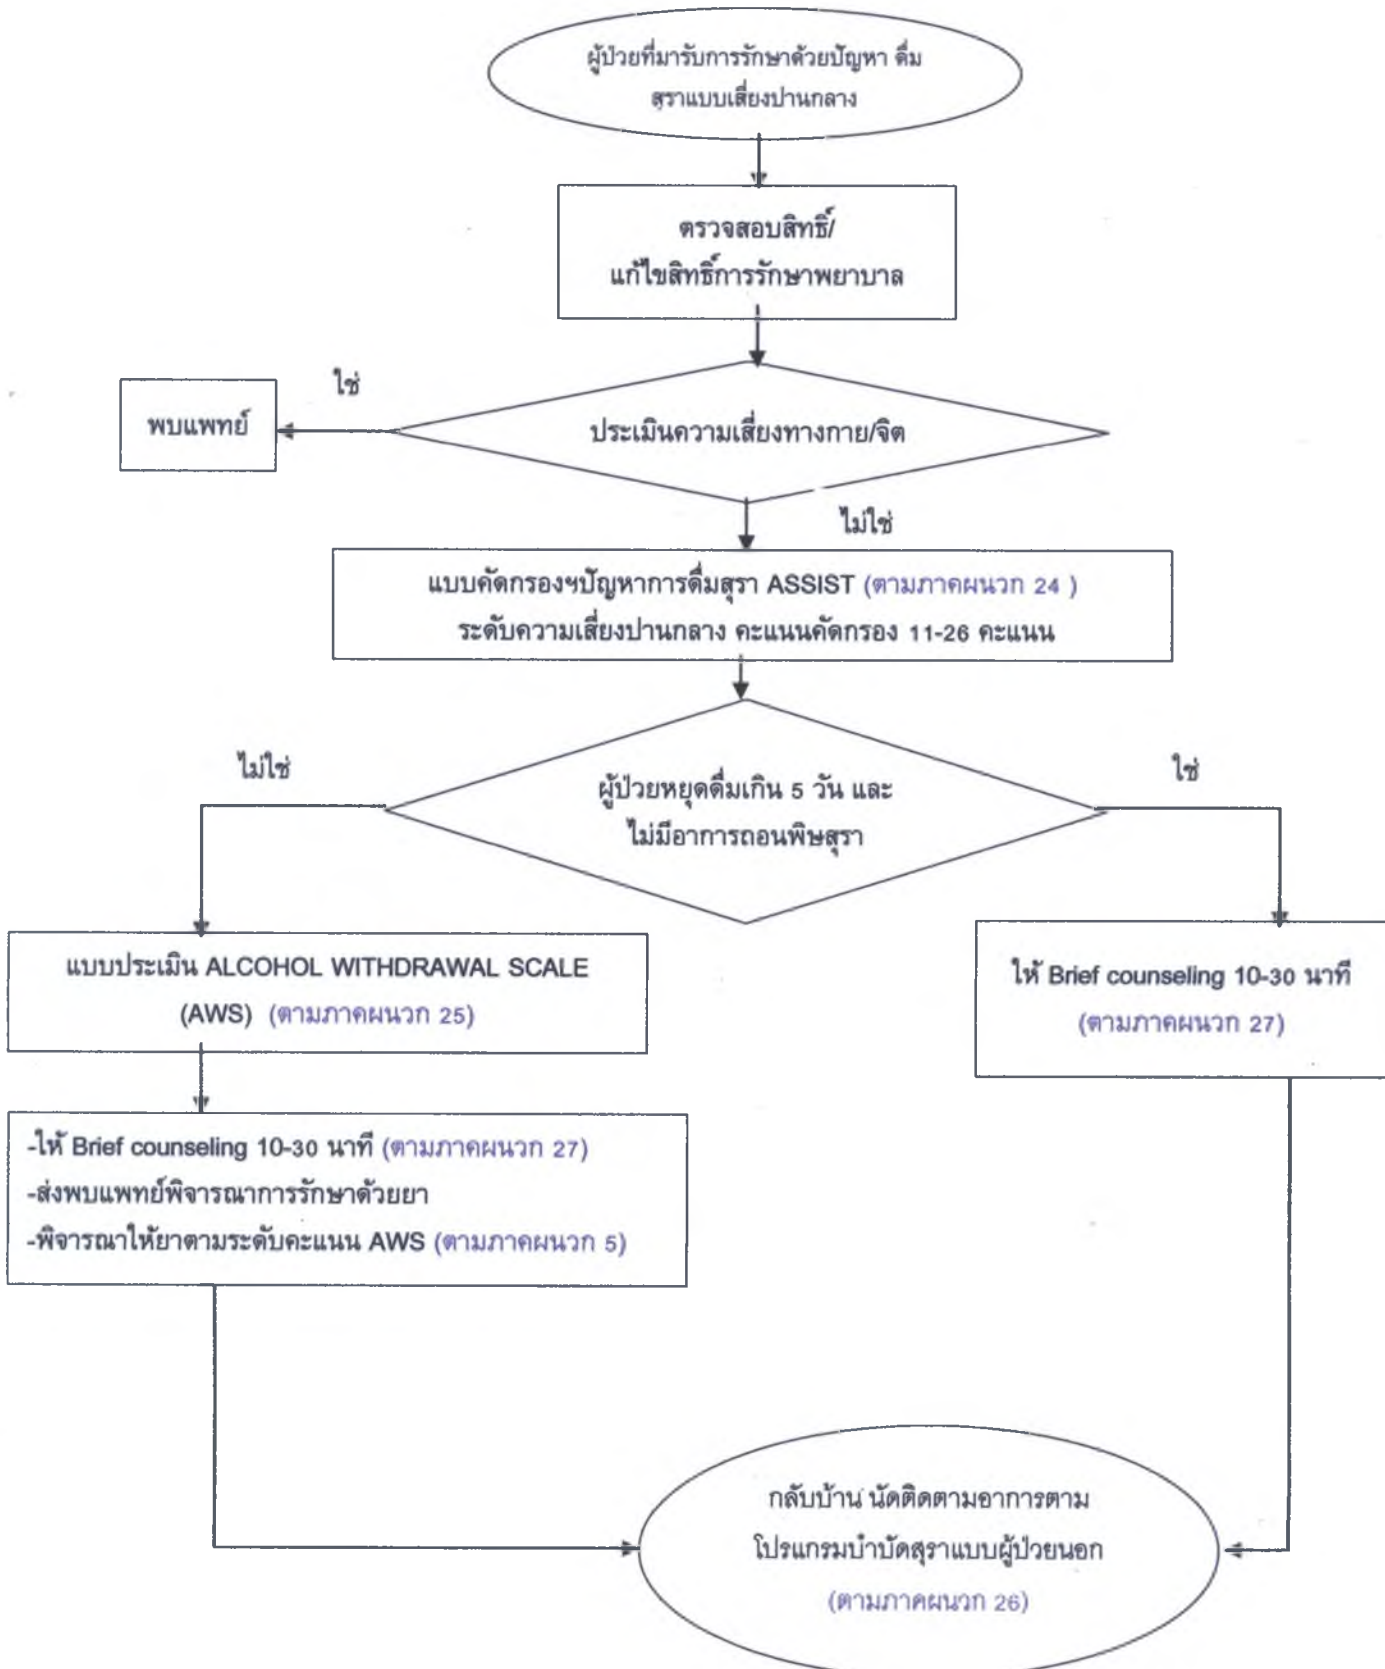 ผู้ป่วยที่มารับการรักษาด้วยปัญหา ดื่ม
สุราแบบเสี่ยงปานกลาง
ตรวจสอบสิทธิ์/
แก้ไขสิทธิ์การรักษาพยาบาล
ใช่
พบแพทย์
ประเมินความเสี่ยงทางกาย/จิต
ไม่ใช่
แบบคัดกรองฯปัญหาการดื่มสุรา ASSIST (ตามภาคผนวก 24 )
ระดับความเสี่ยงปานกลาง คะแนนคัดกรอง 11-26 คะแนน
ไม่ใช่
ใช่
ผู้ป่วยหยุดดื่มเกิน 5 วัน และ
ไม่มีอาการถอนพิษสุรา
แบบประเมิน ALCOHOL WITHDRAWAL SCALE
(AWS) (ตามภาคผนวก 25)
ให้ Brief counseling 10-30 นาที
(ตามภาคผนวก 27)
-ให้ Brief counseling 10-30 นาที (ตามภาคผนวก 27)
-ส่งพบแพทย์พิจารณาการรักษาด้วยยา
-พิจารณาให้ยาตามระดับคะแนน AWS (ตามภาคผนวก 5)
กลับบ้าน นัดติดตามอาการตาม
โปรแกรมบำบัดสุราแบบผู้ป่วยนอก
(ตามภาคผนวก 26)